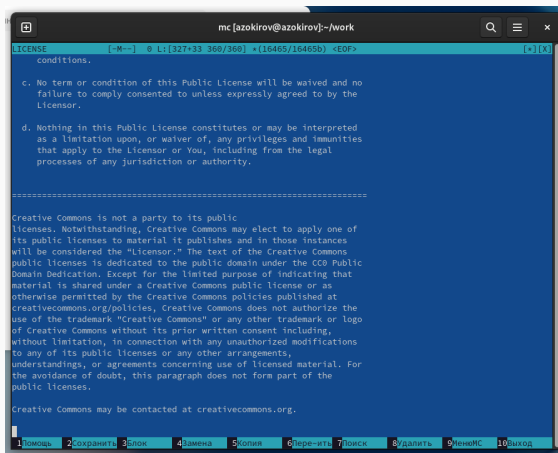 mc [azokirov@azokirov]:~/work
LICENSE [-M--] 0 L:[327+33 360/360] *(16465/16465b) <EOF> [*][X]
conditions.
c. No term or condition of this Public License will be waived and no
failure to comply consented to unless expressly agreed to by the
Licensor.
d. Nothing in this Public License constitutes or may be interpreted
as a limitation upon, or waiver of, any privileges and immunities
that apply to the Licensor or You, including from the legal
processes of any jurisdiction or authority.
=======================================================================
Creative Commons is not a party to its public
licenses. Notwithstanding, Creative Commons may elect to apply one of
its public licenses to material it publishes and in those instances
will be considered the "Licensor." The text of the Creative Commons
public licenses is dedicated to the public domain under the CC0 Public
Domain Dedication. Except for the limited purpose of indicating that
material is shared under a Creative Commons public license or as
otherwise permitted by the Creative Commons policies published at
creativecommons.org/policies, Creative Commons does not authorize the
use of the trademark "Creative Commons" or any other trademark or logo
of Creative Commons without its prior written consent including,
without limitation, in connection with any unauthorized modifications
to any of its public licenses or any other arrangements,
understandings, or agreements concerning use of licensed material. For
the avoidance of doubt, this paragraph does not form part of the
public licenses.
Creative Commons may be contacted at creativecommons.org.
1Помощь 2Сохранить 3Блок 4Замена 5Копия 6Пере~ить 7Поиск 8Удалить 9МенюMC 10Выход